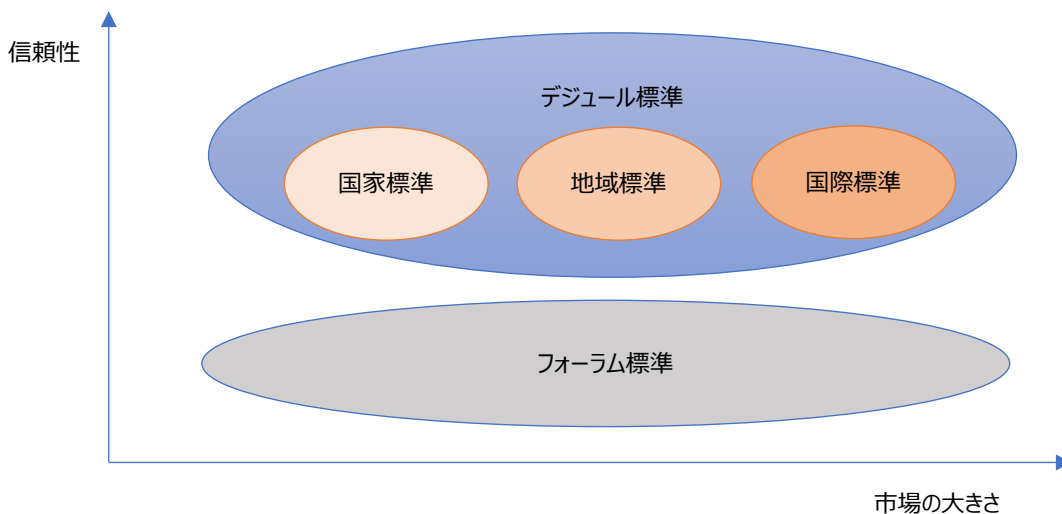 信頼性
デジュール標準
国家標準
地域標準
国際標準
フォーラム標準
市場の大きさ